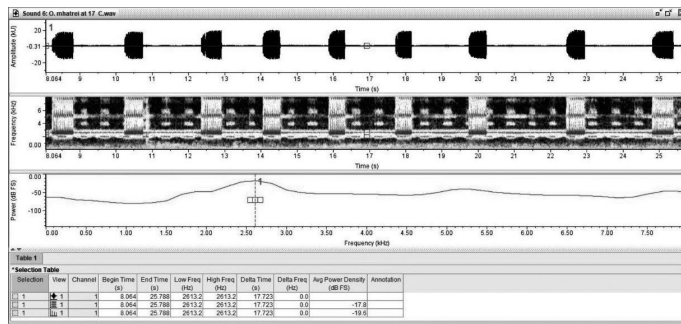 Sound 6: O. mhatrei at 17 C.wav
Amplitude (kU)
20
-0.31
-20
1
8.064 9 10 11 12 13 14 15 16 17 18 19 20 21 22 23 24 25
Time (s)
Frequency (kHz)
6
4
0.00
8.064 9 10 11 12 13 14 15 16 17 18 19 20 21 22 23 24 25
Time (s)
Power (dB FS)
0.00
-50
-100
1
0.00 0.50 1.00 1.50 2.00 2.50 3.00 3.50 4.00 4.50 5.00 5.50 6.00 6.50 7.00 7.50
Frequency (kHz)
Table 1
*Selection Table
Selection View Channel Begin Time (s) End Time (s) Low Freq (Hz) High Freq (Hz) Delta Time (s) Delta Freq (Hz) Avg Power Density (dB FS) Annotation
1 1 1 8.064 25.788 2613.2 2613.2 17.723 0.0
1 1 1 8.064 25.788 2613.2 2613.2 17.723 0.0 -17.8
1 1 1 8.064 25.788 2613.2 2613.2 17.723 0.0 -19.6